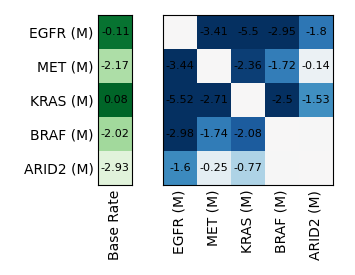 EGFR (M) -0.11 -3.41 -5.5 -2.95 -1.8
MET (M) -2.17 -3.44 -2.36 -1.72 -0.14
KRAS (M) 0.08 -5.52 -2.71 -2.5 -1.53
BRAF (M) -2.02 -2.98 -1.74 -2.08
ARID2 (M) -2.93 -1.6 -0.25 -0.77
Base Rate
EGFR (M)
MET (M)
KRAS (M)
BRAF (M)
ARID2 (M)